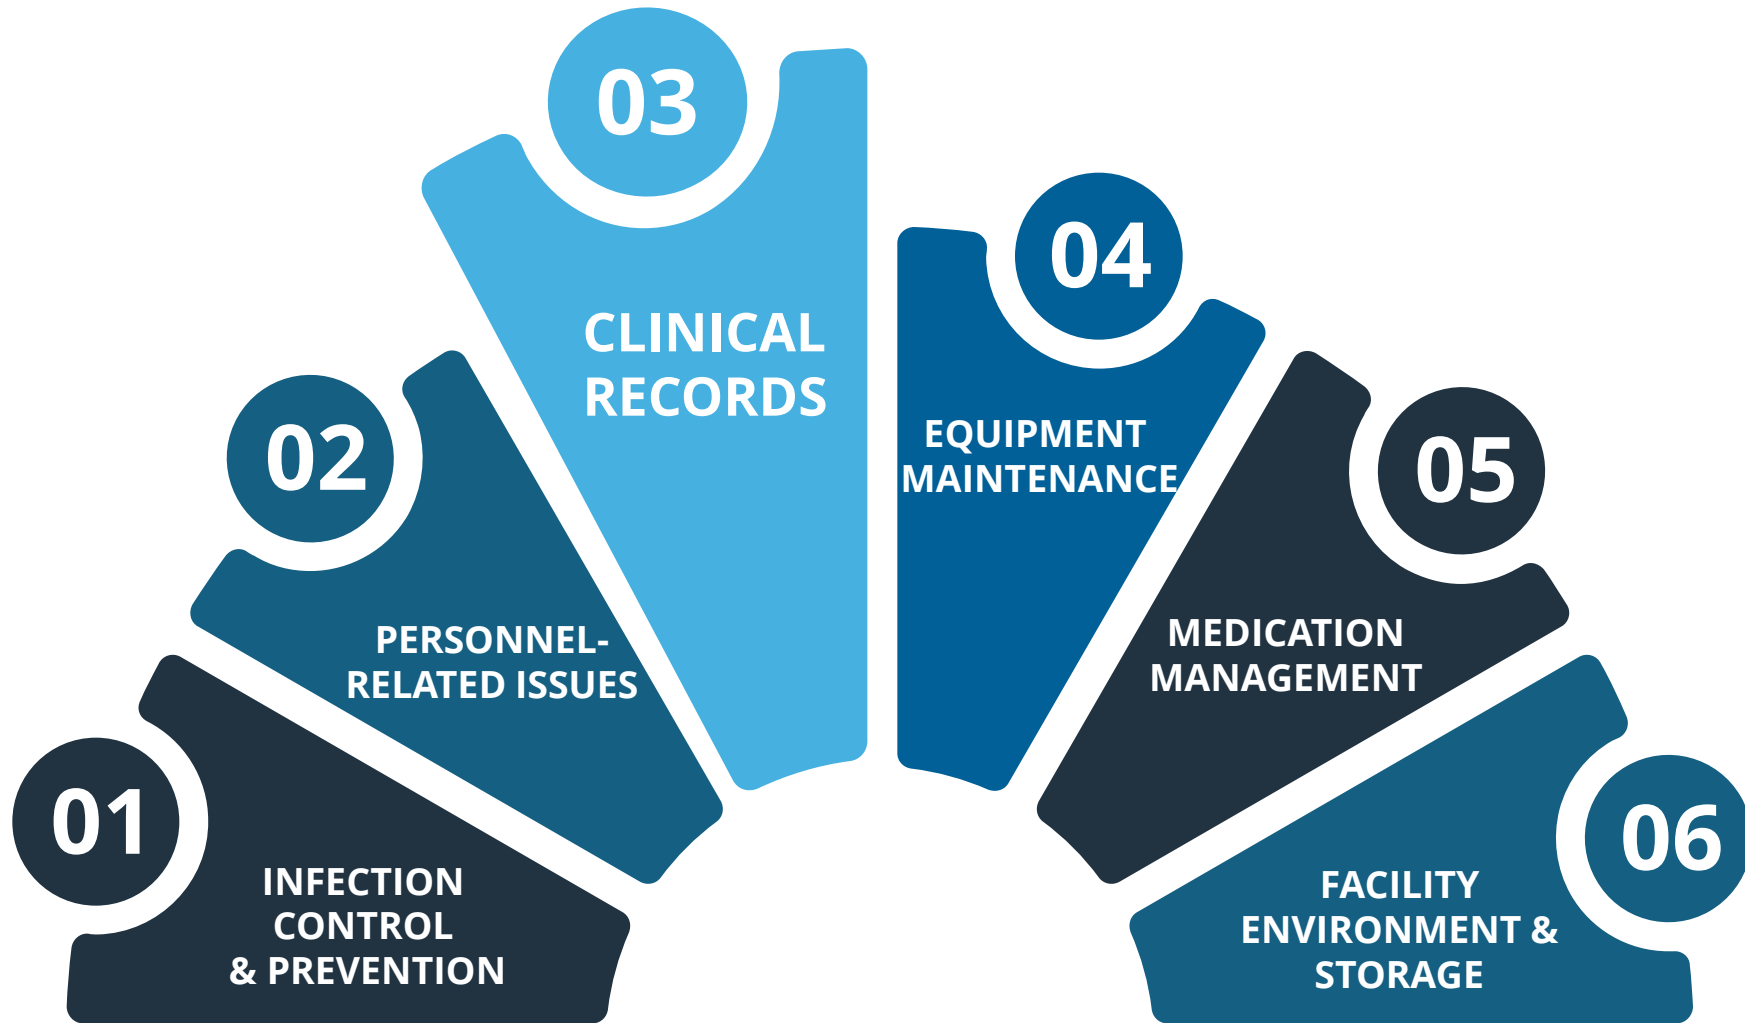 01
INFECTION
CONTROL
& PREVENTION
02
PERSONNEL-
RELATED ISSUES
03
CLINICAL
RECORDS
04
EQUIPMENT
MAINTENANCE
05
MEDICATION
MANAGEMENT
06
FACILITY
ENVIRONMENT &
STORAGE